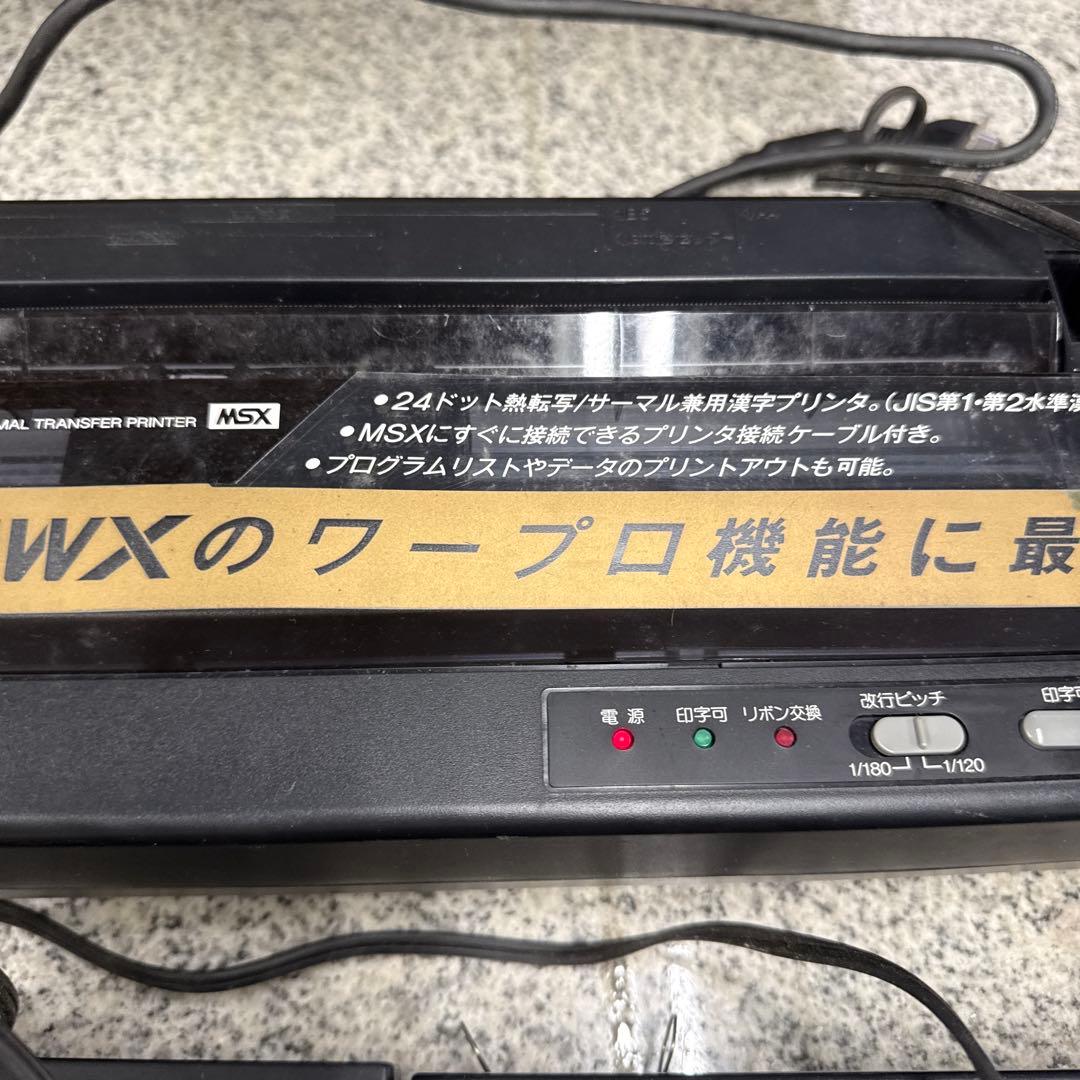 MAL TRANSFER PRINTER MSX
•24ドット熱転写/サーマル兼用漢字プリンタ。(JIS第1・第2水準漢
•MSXにすぐに接続できるプリンタ接続ケーブル付き。
•プログラムリストやデータのプリントアウトも可能。
WXのワープロ機能に最
電源 印字可 リボン交換 改行ピッチ 印字可
1/180 1/120